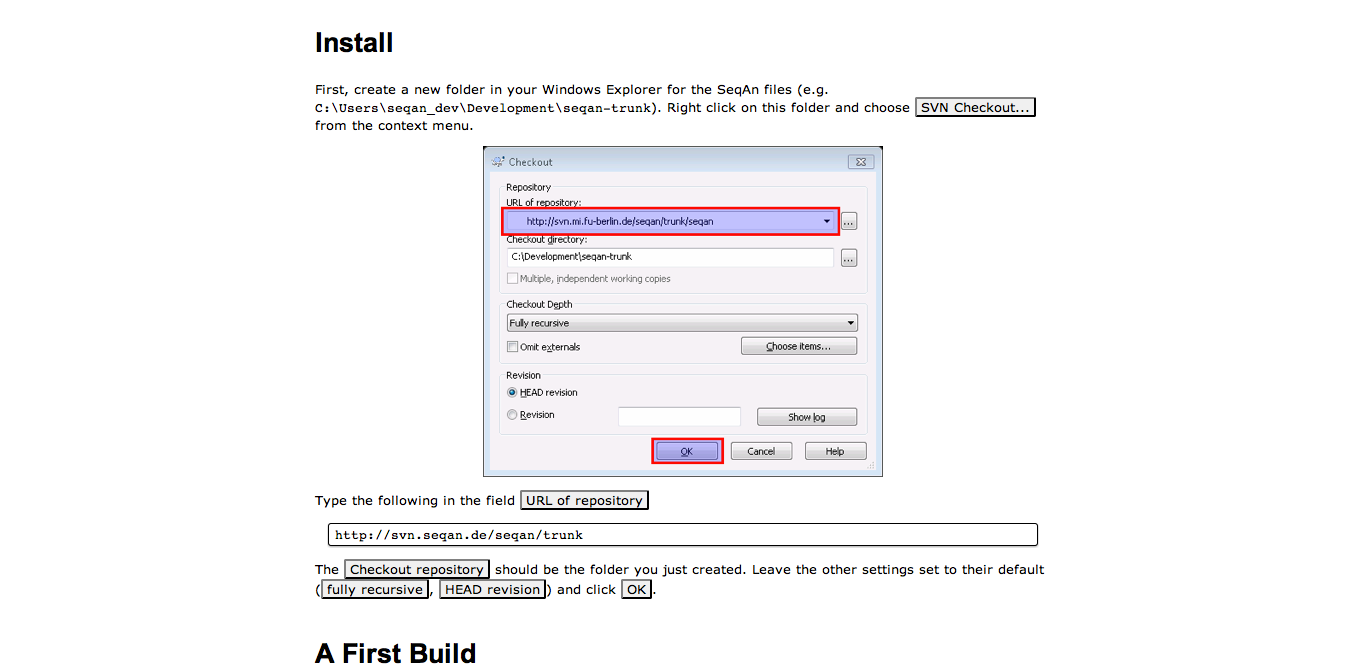 Install
First, create a new folder in your Windows Explorer for the SeqAn files (e.g.
C:\Users\seqan_dev\Development\seqan-trunk). Right click on this folder and choose SVN Checkout...
from the context menu.
Checkout
Repository
URL of repository:
http://svn.mi.fu-berlin.de/seqan/trunk/seqan
...
Checkout directory:
C:\Development\seqan-trunk
...
Multiple, independent working copies
Checkout Depth
Fully recursive
Omit externals
Choose items...
Revision
HEAD revision
Revision
Show log
OK Cancel Help
Type the following in the field URL of repository
http://svn.seqan.de/seqan/trunk
The Checkout repository should be the folder you just created. Leave the other settings set to their default
(fully recursive, HEAD revision) and click OK.
A First Build